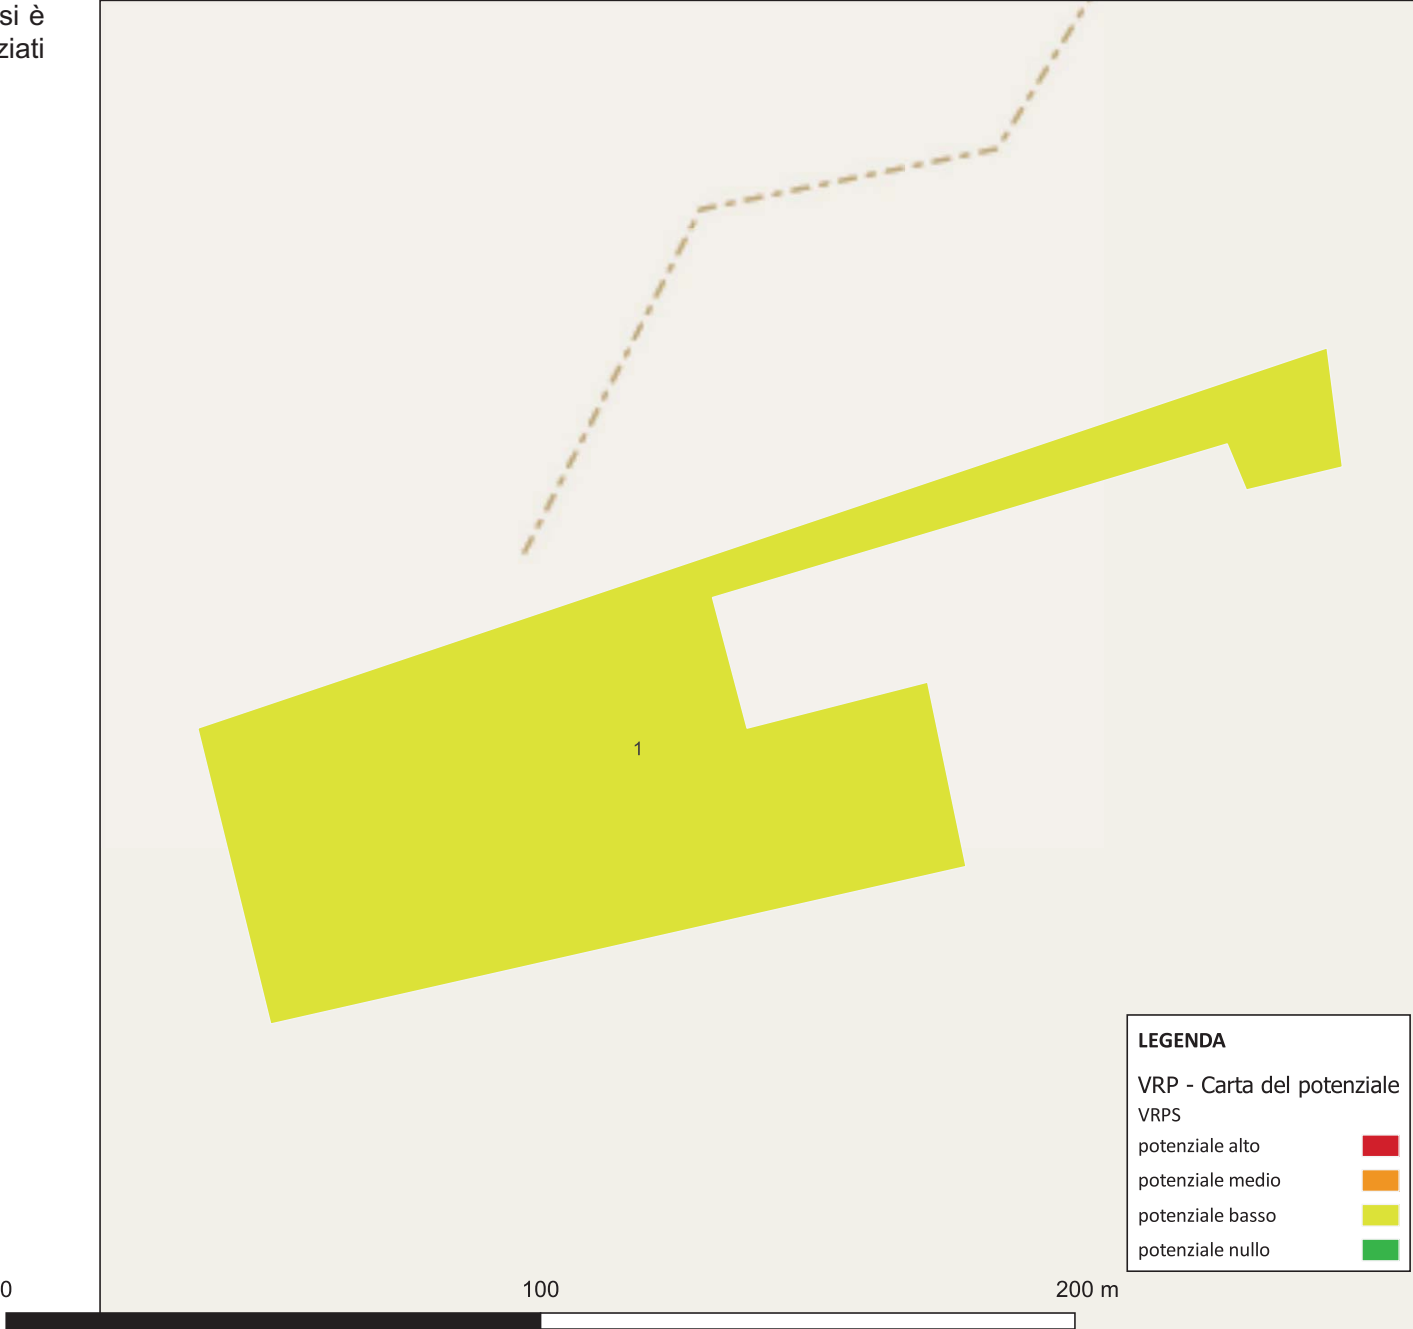 si è
ziati
1
LEGENDA
VRP - Carta del potenziale
VRPS
potenziale alto
potenziale medio
potenziale basso
potenziale nullo
0 100 200 m